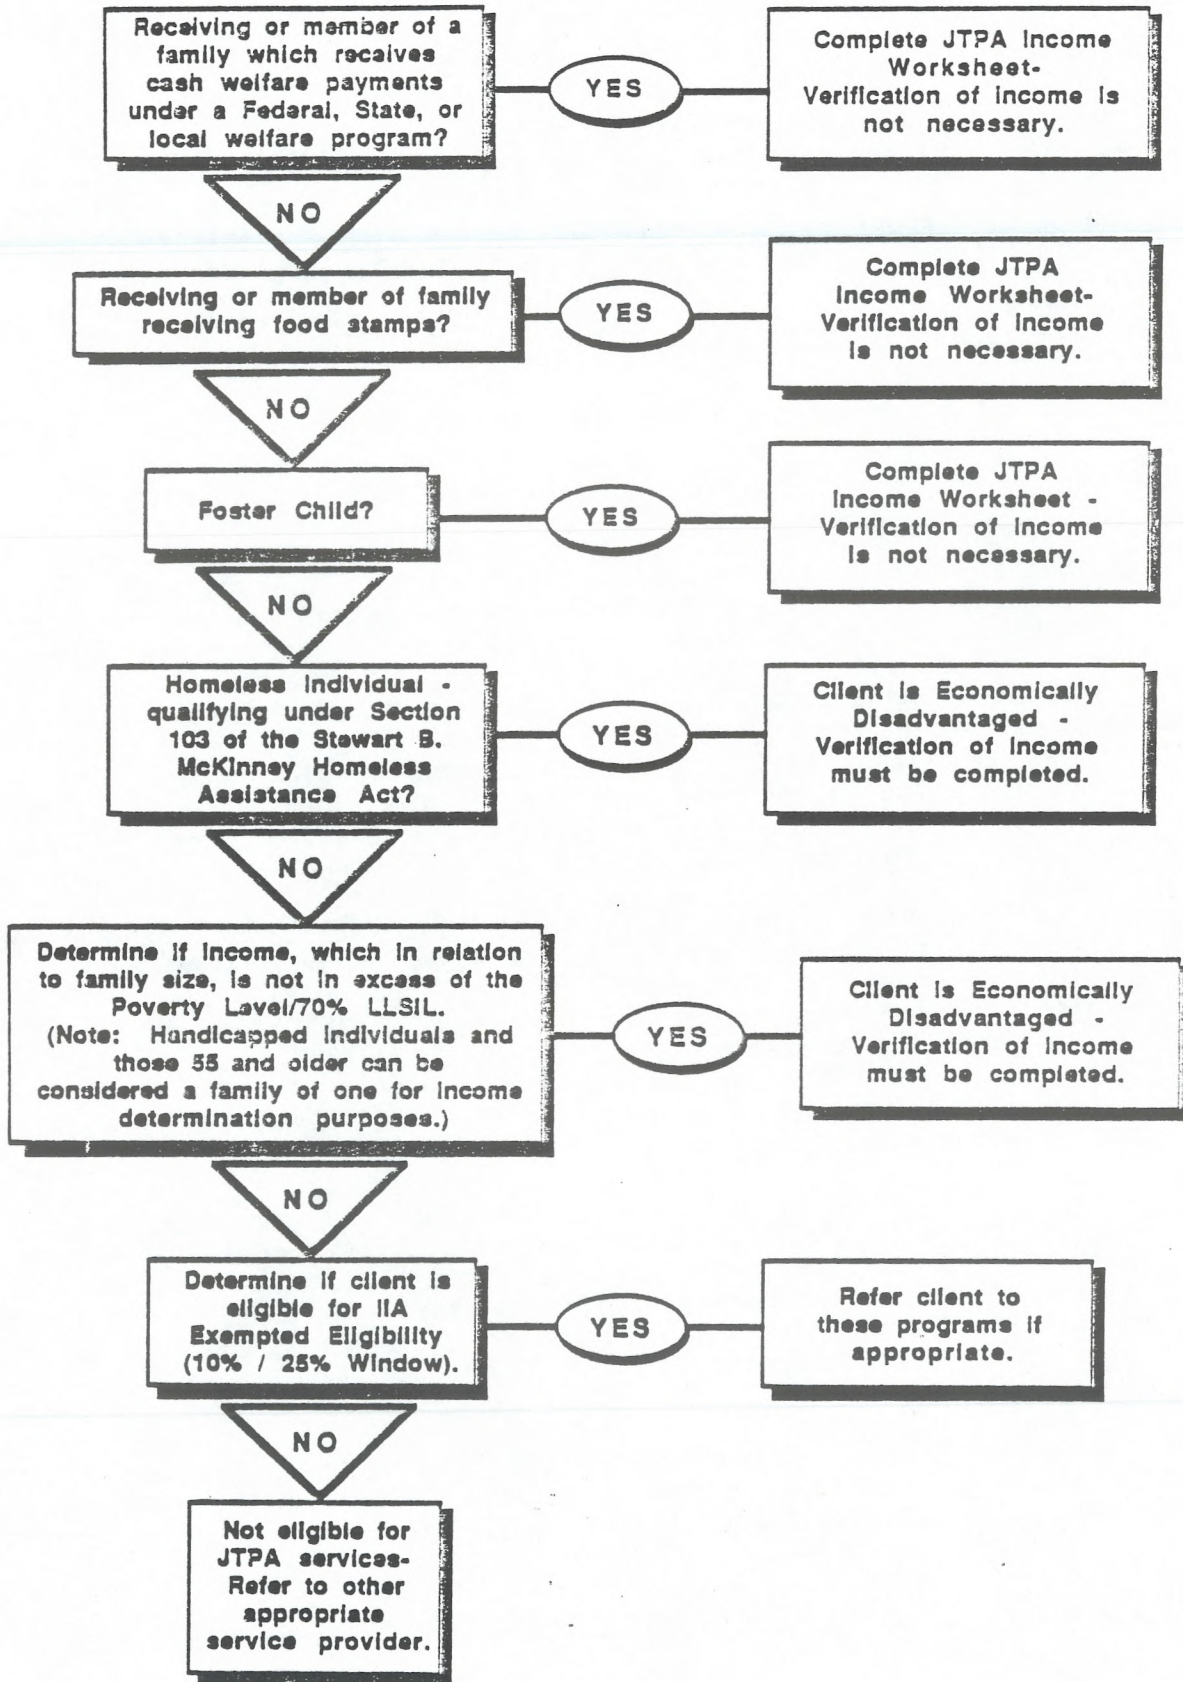 Receiving or member of a
family which receives
cash welfare payments
under a Federal, State, or
local welfare program?
YES
Complete JTPA Income
Worksheet-
Verification of Income is
not necessary.
NO
Receiving or member of family
receiving food stamps?
YES
Complete JTPA
Income Worksheet-
Verification of Income
is not necessary.
NO
Foster Child?
YES
Complete JTPA
Income Worksheet -
Verification of Income
is not necessary.
NO
Homeless Individual -
qualifying under Section
103 of the Stewart B.
McKinney Homeless
Assistance Act?
YES
Client is Economically
Disadvantaged -
Verification of Income
must be completed.
NO
Determine if Income, which in relation
to family size, is not in excess of the
Poverty Level/70% LLSIL.
(Note: Handicapped Individuals and
those 55 and older can be
considered a family of one for income
determination purposes.)
YES
Client is Economically
Disadvantaged -
Verification of Income
must be completed.
NO
Determine if client is
eligible for IIA
Exempted Eligibility
(10% / 25% Window).
YES
Refer client to
these programs if
appropriate.
NO
Not eligible for
JTPA services-
Refer to other
appropriate
service provider.